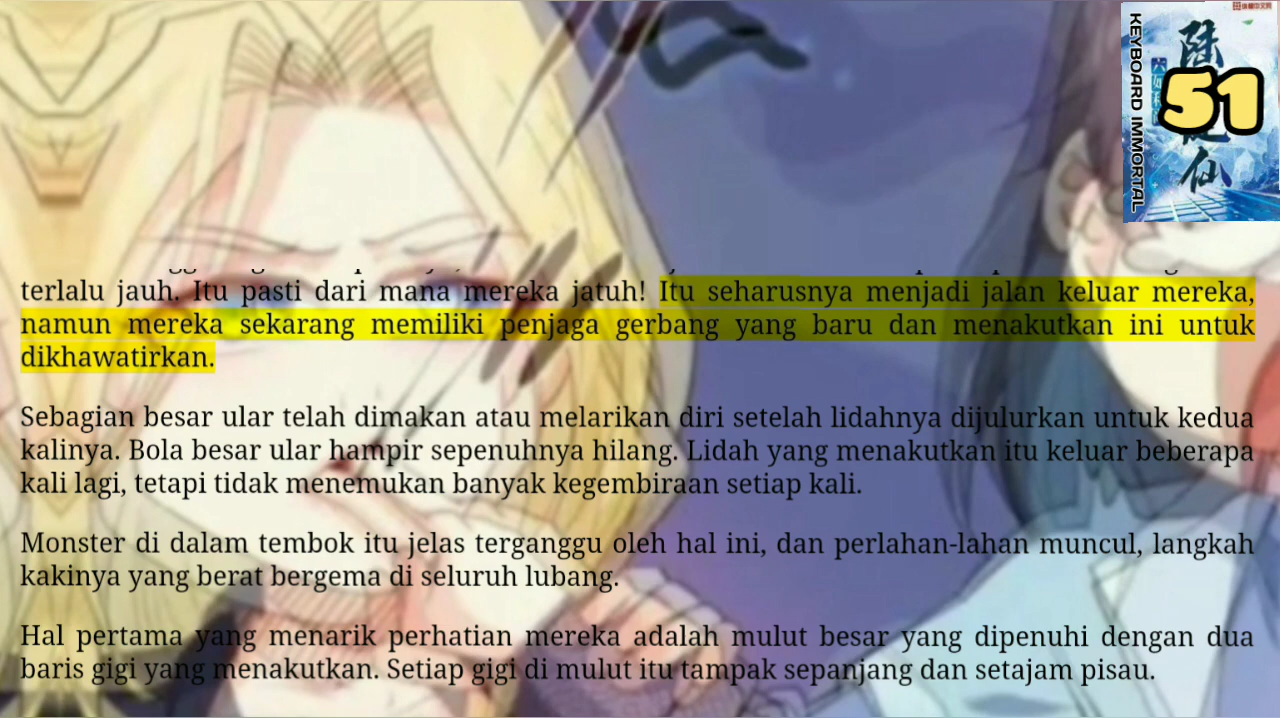 terlalu jauh. Itu pasti dari mana mereka jatuh! Itu seharusnya menjadi jalan keluar mereka,
namun mereka sekarang memiliki penjaga gerbang yang baru dan menakutkan ini untuk
dikhawatirkan.
Sebagian besar ular telah dimakan atau melarikan diri setelah lidahnya dijulurkan untuk kedua
kalinya. Bola besar ular hampir sepenuhnya hilang. Lidah yang menakutkan itu keluar beberapa
kali lagi, tetapi tidak menemukan banyak kegembiraan setiap kali.
Monster di dalam tembok itu jelas terganggu oleh hal ini, dan perlahan-lahan muncul, langkah
kakinya yang berat bergema di seluruh lubang.
Hal pertama yang menarik perhatian mereka adalah mulut besar yang dipenuhi dengan dua
baris gigi yang menakutkan. Setiap gigi di mulut itu tampak sepanjang dan setajam pisau.
KEYBOARD IMMORTAL
51
陆
仙